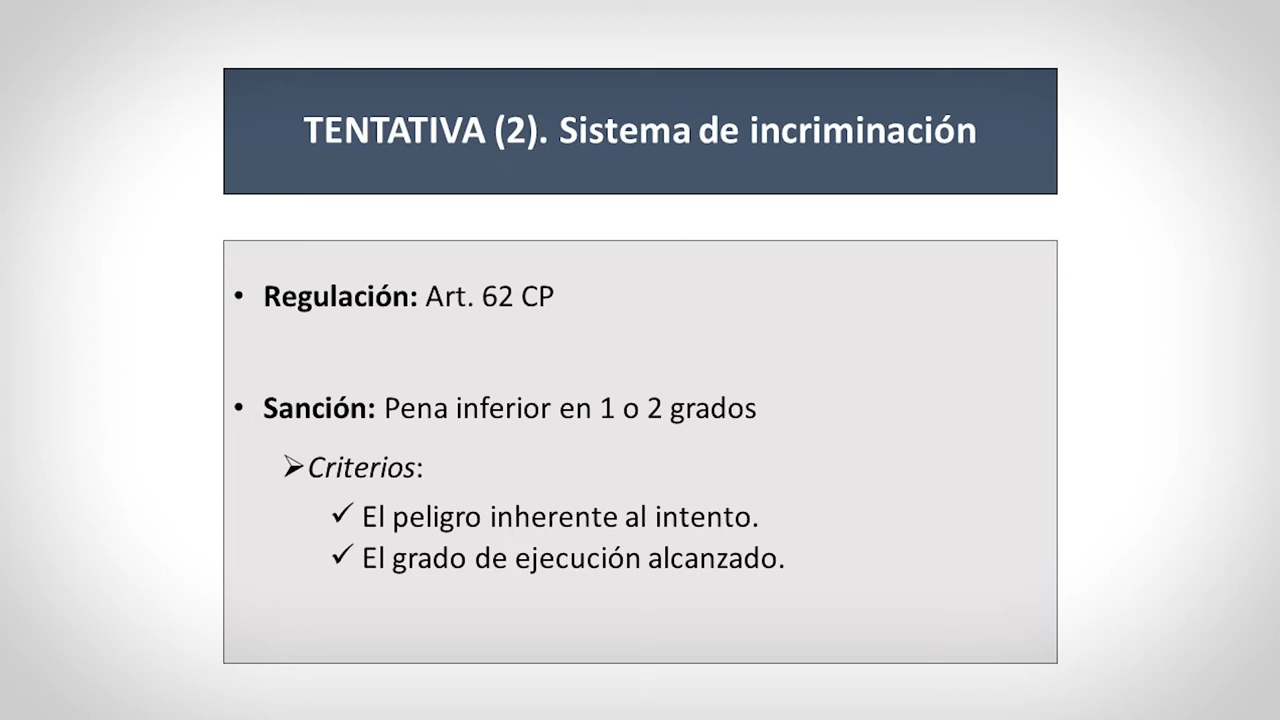 TENTATIVA (2). Sistema de incriminación
• Regulación: Art. 62 CP
• Sanción: Pena inferior en 1 o 2 grados
➢ Criterios:
✓ El peligro inherente al intento.
✓ El grado de ejecución alcanzado.